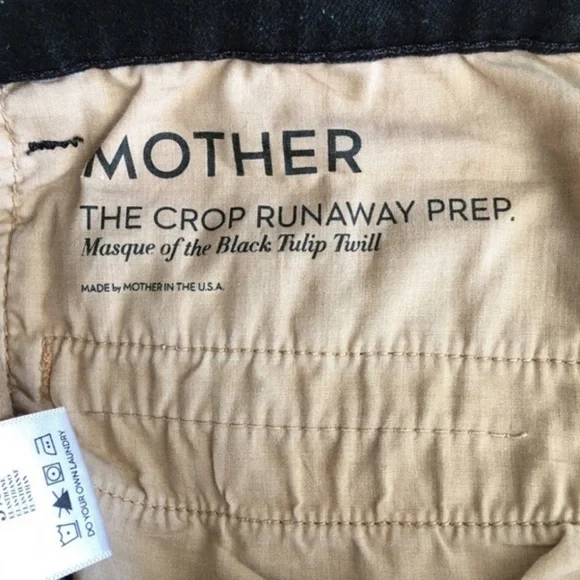 MOTHER
THE CROP RUNAWAY PREP.
Masque of the Black Tulip Twill
MADE by MOTHER IN THE U.S.A.
DO YOUR OWN LAUNDRY